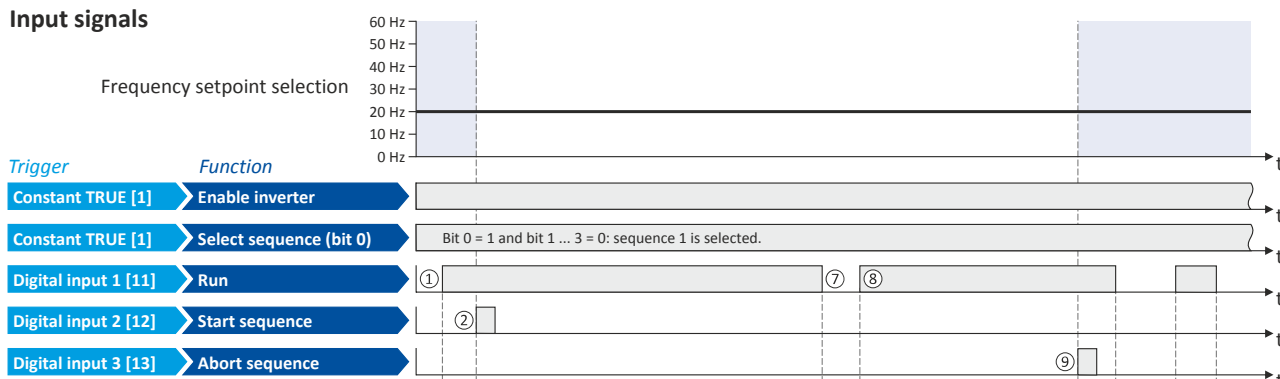 Input signals
60 Hz
50 Hz
40 Hz
Frequency setpoint selection 30 Hz
20 Hz
10 Hz
0 Hz
t
Trigger Function
Constant TRUE [1] Enable inverter
t
Constant TRUE [1] Select sequence (bit 0) Bit 0 = 1 and bit 1 ... 3 = 0: sequence 1 is selected.
t
Digital input 1 [11] Run ① ⑦ ⑧
t
Digital input 2 [12] Start sequence ②
t
Digital input 3 [13] Abort sequence ⑨
t